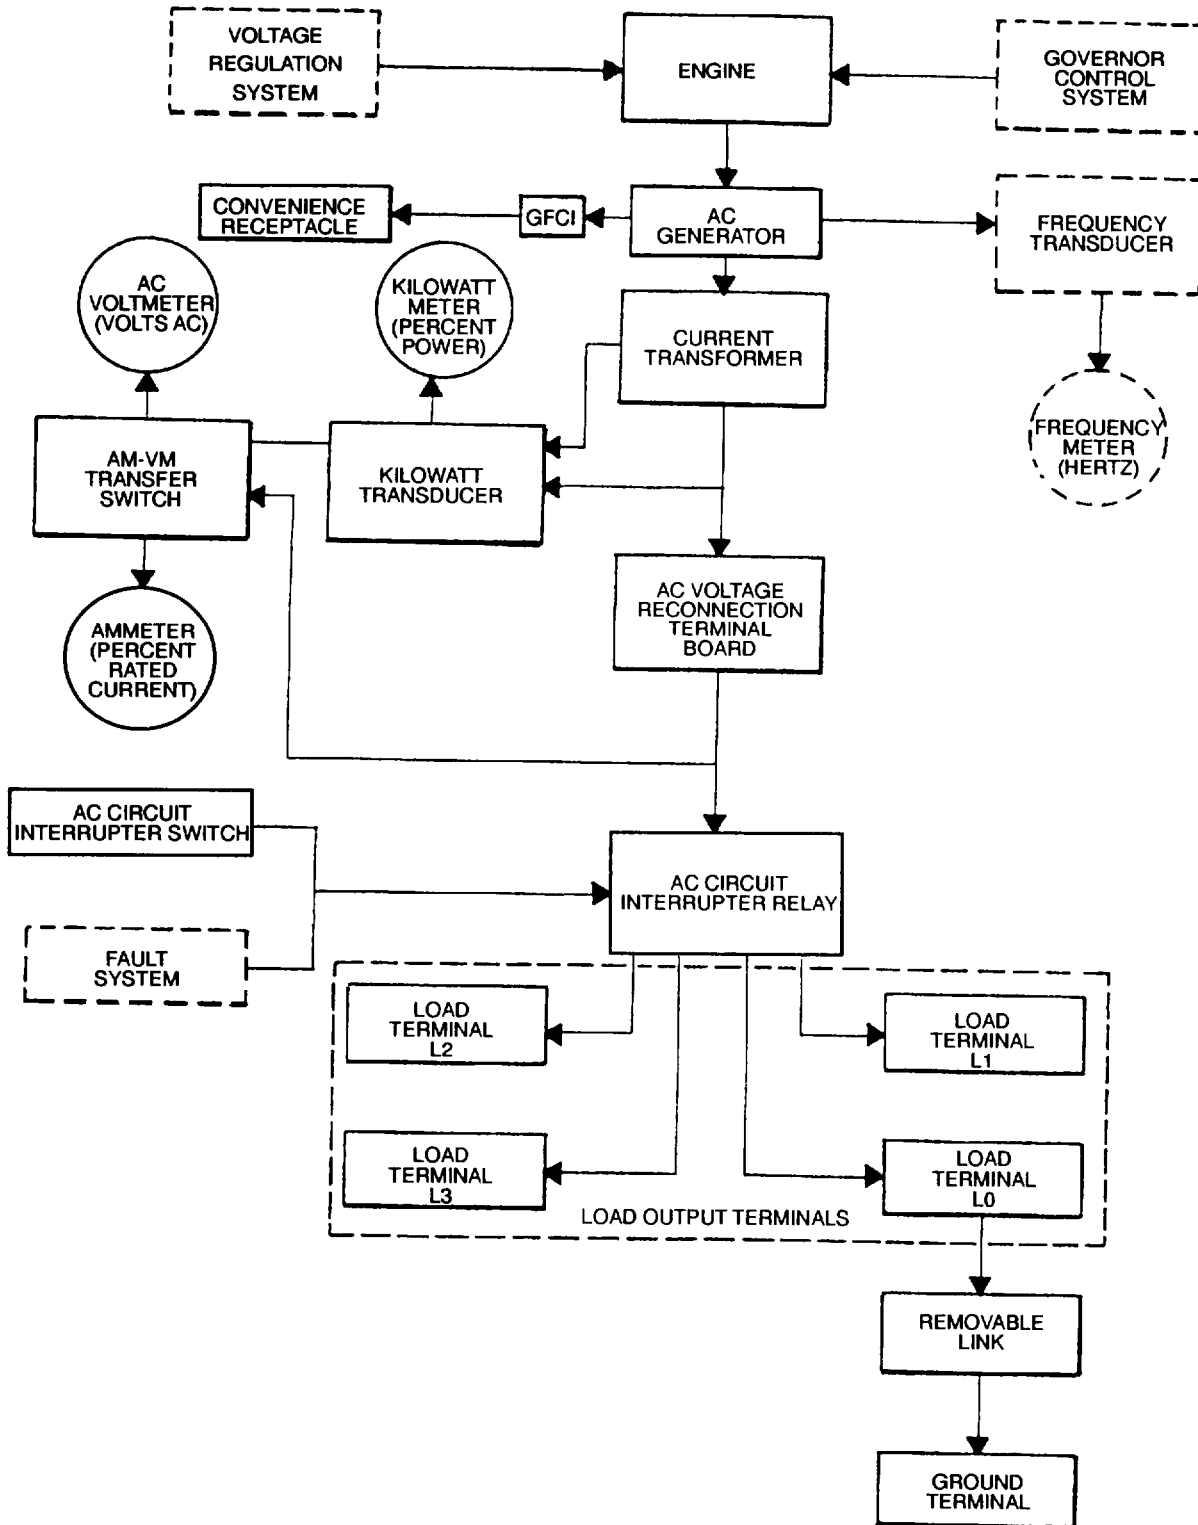 VOLTAGE
REGULATION
SYSTEM
ENGINE
GOVERNOR
CONTROL
SYSTEM
CONVENIENCE
RECEPTACLE
GFCI
AC
GENERATOR
FREQUENCY
TRANSDUCER
AC
VOLTMETER
(VOLTS AC)
KILOWATT
METER
(PERCENT
POWER)
CURRENT
TRANSFORMER
FREQUENCY
METER
(HERTZ)
AM-VM
TRANSFER
SWITCH
KILOWATT
TRANSDUCER
AC VOLTAGE
RECONNECTION
TERMINAL
BOARD
AMMETER
(PERCENT
RATED
CURRENT)
AC CIRCUIT
INTERRUPTER SWITCH
AC CIRCUIT
INTERRUPTER RELAY
FAULT
SYSTEM
LOAD
TERMINAL
L2
LOAD
TERMINAL
L1
LOAD
TERMINAL
L3
LOAD
TERMINAL
L0
LOAD OUTPUT TERMINALS
REMOVABLE
LINK
GROUND
TERMINAL